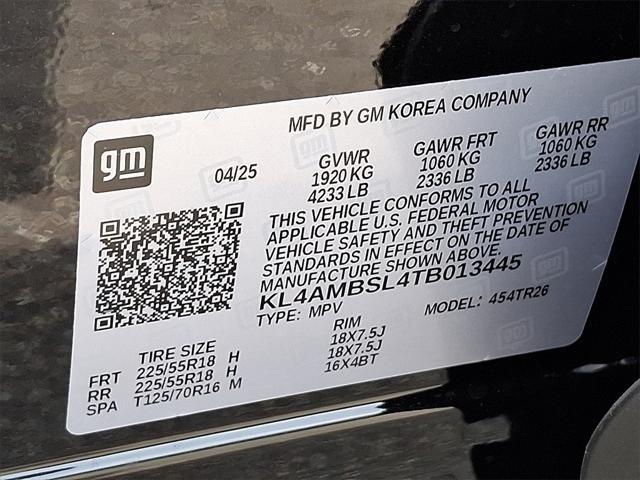 MFD BY GM KOREA COMPANY
gm
04/25
GVWR GAWR FRT GAWR RR
1920 KG 1060 KG 1060 KG
4233 LB 2336 LB 2336 LB
THIS VEHICLE CONFORMS TO ALL
APPLICABLE U.S. FEDERAL MOTOR
VEHICLE SAFETY AND THEFT PREVENTION
STANDARDS IN EFFECT ON THE DATE OF
MANUFACTURE SHOWN ABOVE.
KL4AMBSL4TB013445
TYPE: MPV MODEL: 454TR26
TIRE SIZE RIM
FRT 225/55R18 H 18X7.5J
RR 225/55R18 H 18X7.5J
SPA T125/70R16 M 16X4BT